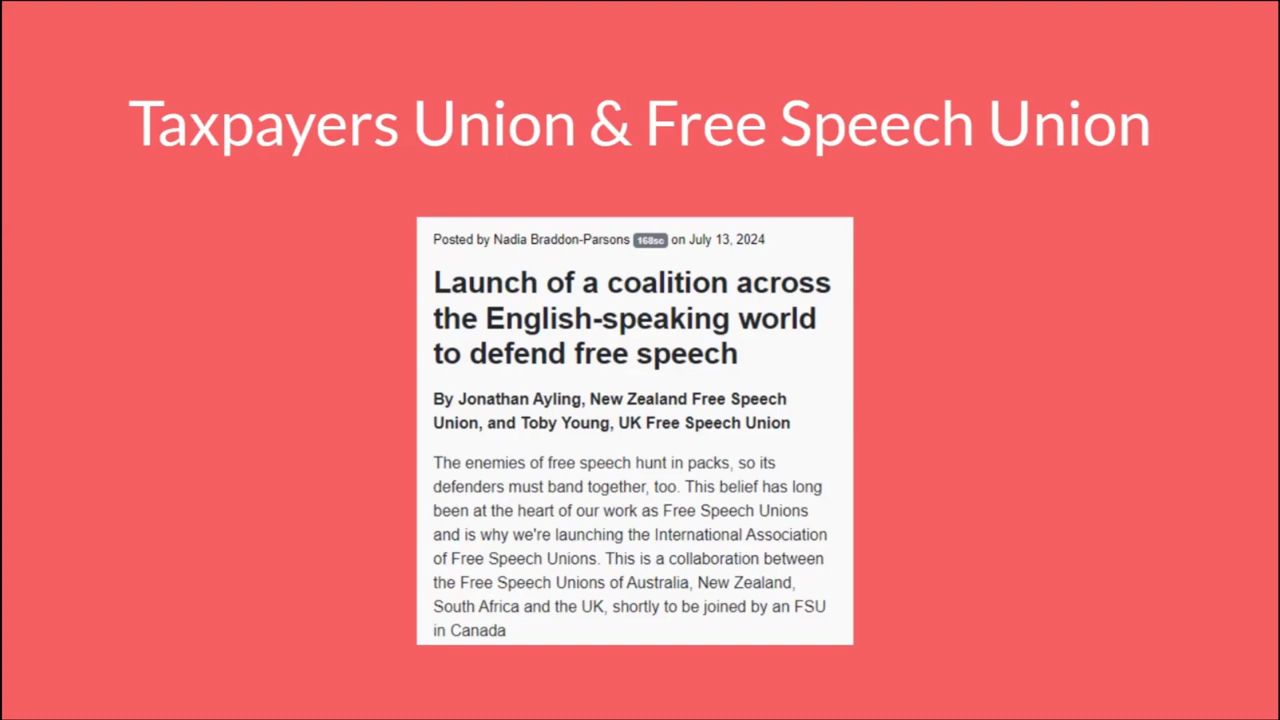 Taxpayers Union & Free Speech Union
Posted by Nadia Braddon-Parsons 168sc on July 13, 2024
Launch of a coalition across
the English-speaking world
to defend free speech
By Jonathan Ayling, New Zealand Free Speech
Union, and Toby Young, UK Free Speech Union
The enemies of free speech hunt in packs, so its
defenders must band together, too. This belief has long
been at the heart of our work as Free Speech Unions
and is why we're launching the International Association
of Free Speech Unions. This is a collaboration between
the Free Speech Unions of Australia, New Zealand,
South Africa and the UK, shortly to be joined by an FSU
in Canada